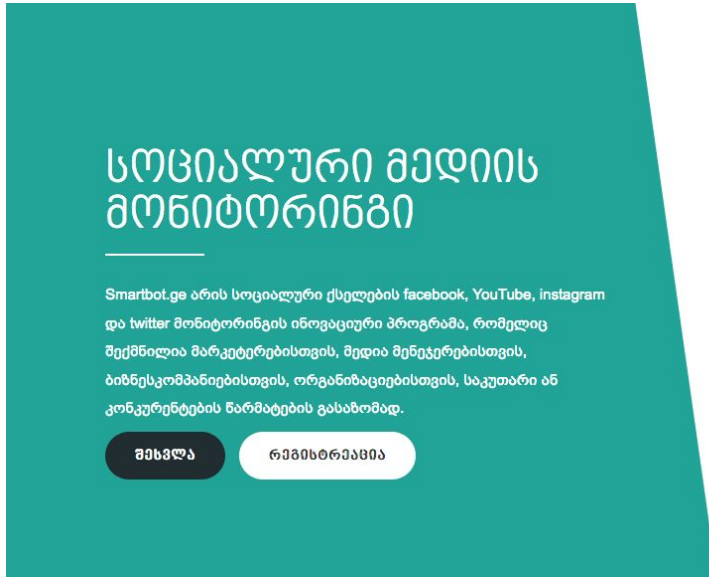 სოციალური მედიის
მონიტორინგი
Smartbot.ge არის სოციალური ქსელების facebook, YouTube, instagram
და twitter მონიტორინგის ინოვაციური პროგრამა, რომელიც
შექმნილია მარკეტერებისთვის, მედია მენეჯერებისთვის,
ბიზნესკომპანიებისთვის, ორგანიზაციებისთვის, საკუთარი ან
კონკურენტების წარმატების გასაზომად.
შესვლა რეგისტრეაცია